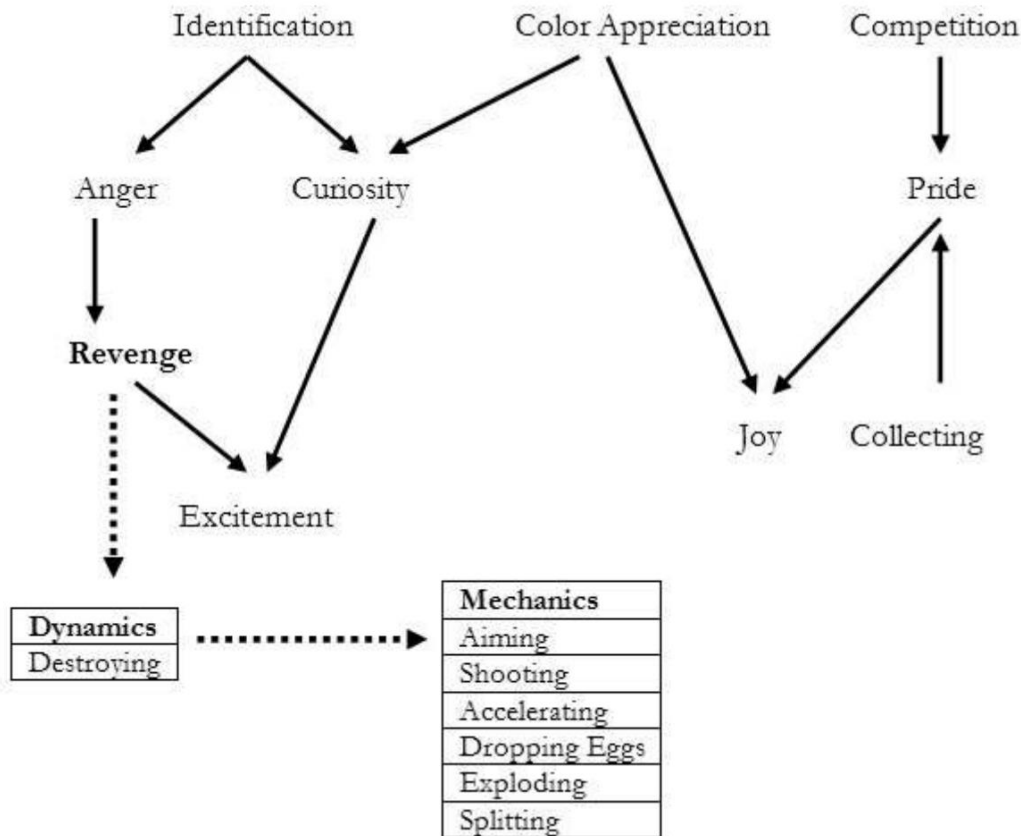 Identification
Color Appreciation
Competition
Anger
Curiosity
Pride
Revenge
Joy
Collecting
Excitement
Dynamics
Destroying
Mechanics
Aiming
Shooting
Accelerating
Dropping Eggs
Exploding
Splitting